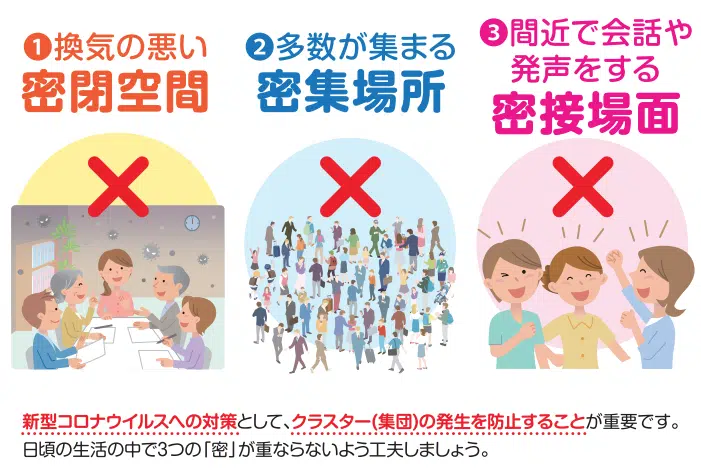 ❶換気の悪い
密閉空間
❷多数が集まる
密集場所
❸間近で会話や
発声をする
密接場面
新型コロナウイルスへの対策として、クラスター(集団)の発生を防止することが重要です。
日頃の生活の中で3つの「密」が重ならないよう工夫しましょう。